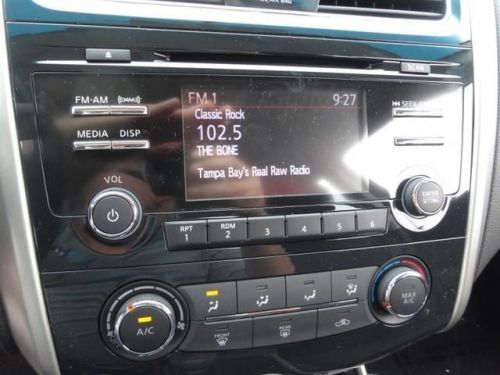 SCAN
FM 1 9:27
FM·AM
Classic Rock
102.5
THE BONE
Tampa Bay's Real Raw Radio
MEDIA DISP
SEEK
VOL
ENTER
SETTING
RPT RDM
1 2 3 4 5 6
A/C
FRONT REAR
MAX
A/C